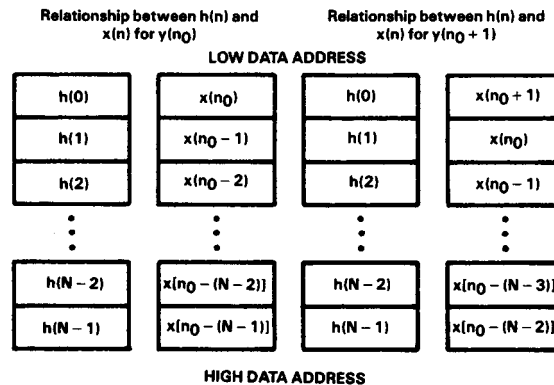 Relationship between h(n) and x(n) for y(n₀)
Relationship between h(n) and x(n) for y(n₀ + 1)
LOW DATA ADDRESS
h(0) x(n₀) h(0) x(n₀ + 1)
h(1) x(n₀ − 1) h(1) x(n₀)
h(2) x(n₀ − 2) h(2) x(n₀ − 1)
h(N − 2) x[n₀ − (N − 2)] h(N − 2) x[n₀ − (N − 3)]
h(N − 1) x[n₀ − (N − 1)] h(N − 1) x[n₀ − (N − 2)]
HIGH DATA ADDRESS